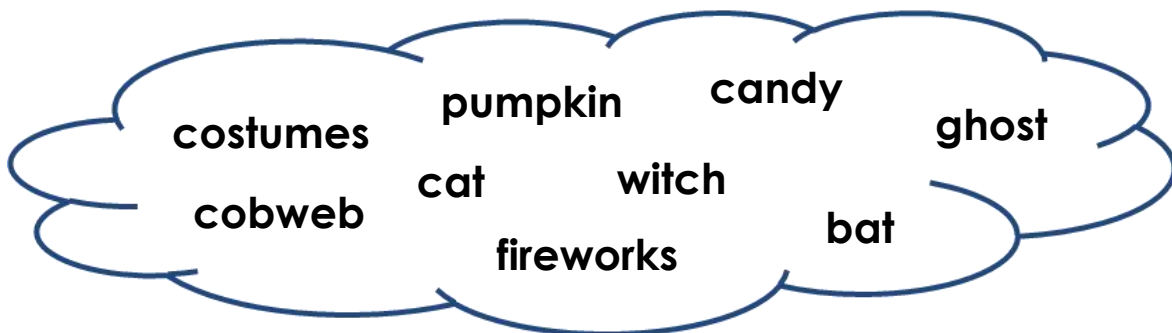 candy
pumpkin
costumes
ghost
cat
witch
cobweb
bat
fireworks